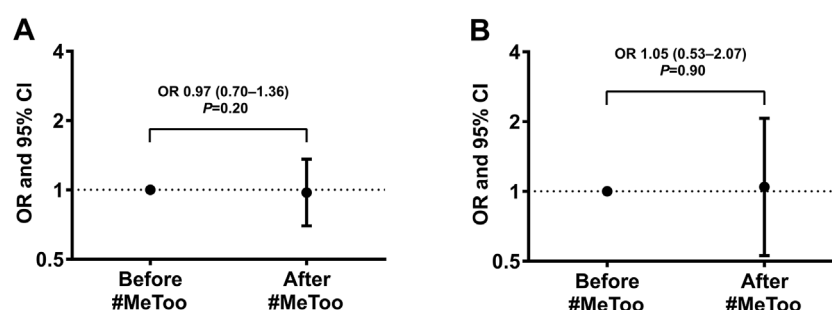 A
OR and 95% CI
4
2
1
0.5
OR 0.97 (0.70–1.36)
P=0.20
Before
#MeToo
After
#MeToo
B
OR and 95% CI
4
2
1
0.5
OR 1.05 (0.53–2.07)
P=0.90
Before
#MeToo
After
#MeToo